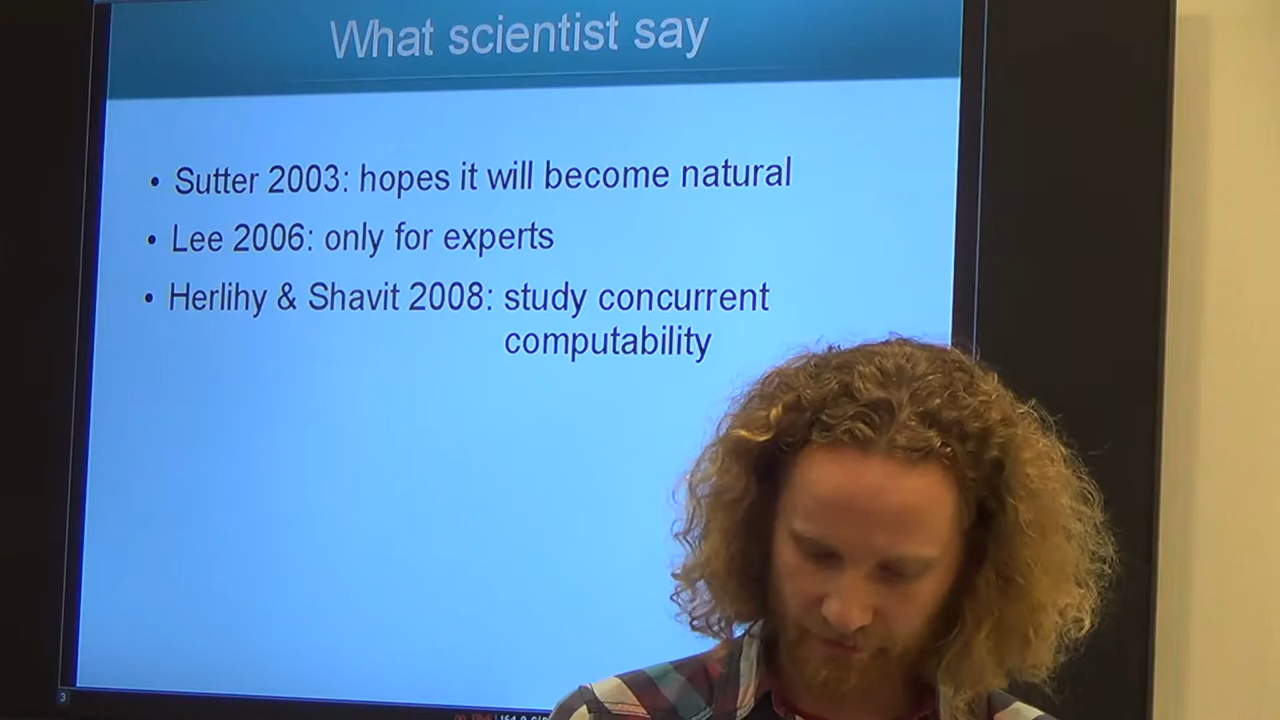 What scientist say
• Sutter 2003: hopes it will become natural
• Lee 2006: only for experts
• Herlihy & Shavit 2008: study concurrent
computability
3